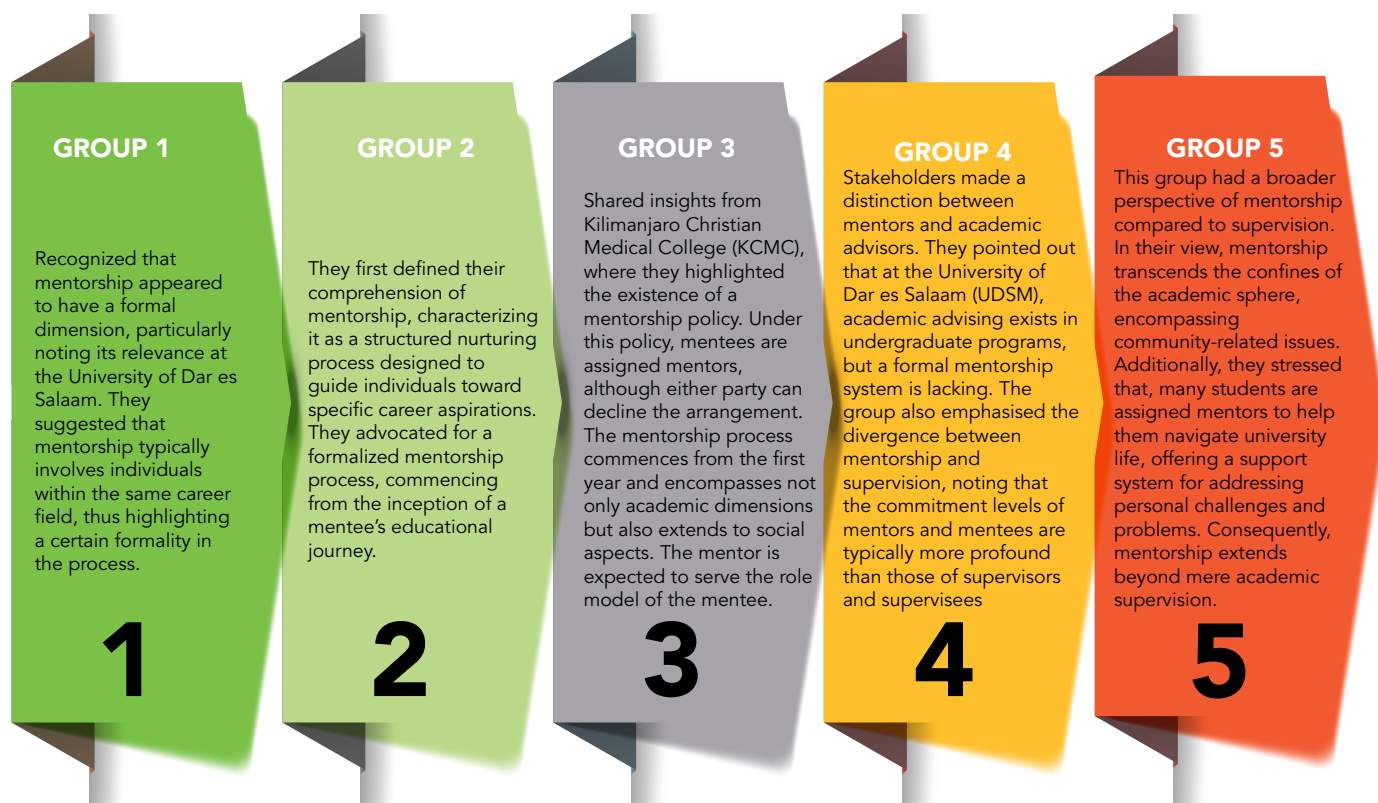 GROUP 1
Recognized that
mentorship appeared
to have a formal
dimension, particularly
noting its relevance at
the University of Dar es
Salaam. They
suggested that
mentorship typically
involves individuals
within the same career
field, thus highlighting
a certain formality in
the process.
1
GROUP 2
They first defined their
comprehension of
mentorship, characterizing
it as a structured nurturing
process designed to
guide individuals toward
specific career aspirations.
They advocated for a
formalized mentorship
process, commencing
from the inception of a
mentee’s educational
journey.
2
GROUP 3
Shared insights from
Kilimanjaro Christian
Medical College (KCMC),
where they highlighted
the existence of a
mentorship policy. Under
this policy, mentees are
assigned mentors,
although either party can
decline the arrangement.
The mentorship process
commences from the first
year and encompasses not
only academic dimensions
but also extends to social
aspects. The mentor is
expected to serve the role
model of the mentee.
3
GROUP 4
Stakeholders made a
distinction between
mentors and academic
advisors. They pointed out
that at the University of
Dar es Salaam (UDSM),
academic advising exists in
undergraduate programs,
but a formal mentorship
system is lacking. The
group also emphasised the
divergence between
mentorship and
supervision, noting that
the commitment levels of
mentors and mentees are
typically more profound
than those of supervisors
and supervisees
4
GROUP 5
This group had a broader
perspective of mentorship
compared to supervision.
In their view, mentorship
transcends the confines of
the academic sphere,
encompassing
community-related issues.
Additionally, they stressed
that, many students are
assigned mentors to help
them navigate university
life, offering a support
system for addressing
personal challenges and
problems. Consequently,
mentorship extends
beyond mere academic
supervision.
5